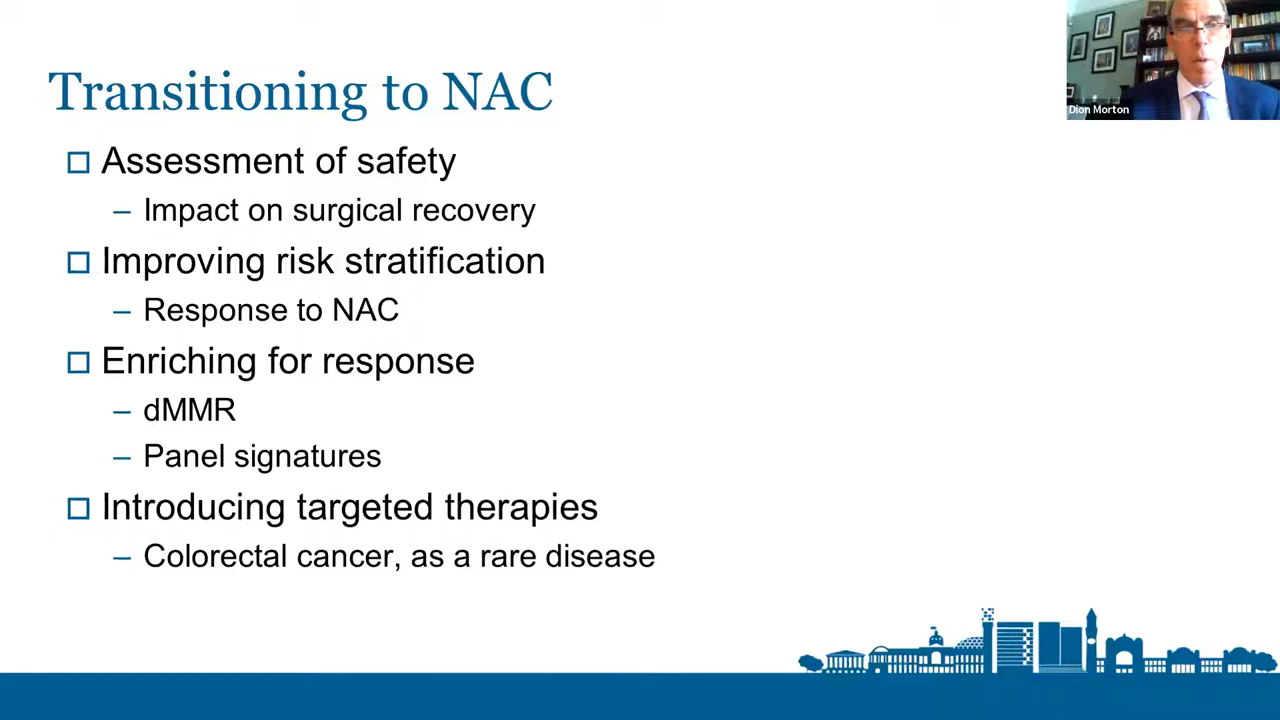 Transitioning to NAC
Dion Morton
Assessment of safety
– Impact on surgical recovery
Improving risk stratification
– Response to NAC
Enriching for response
– dMMR
– Panel signatures
Introducing targeted therapies
– Colorectal cancer, as a rare disease